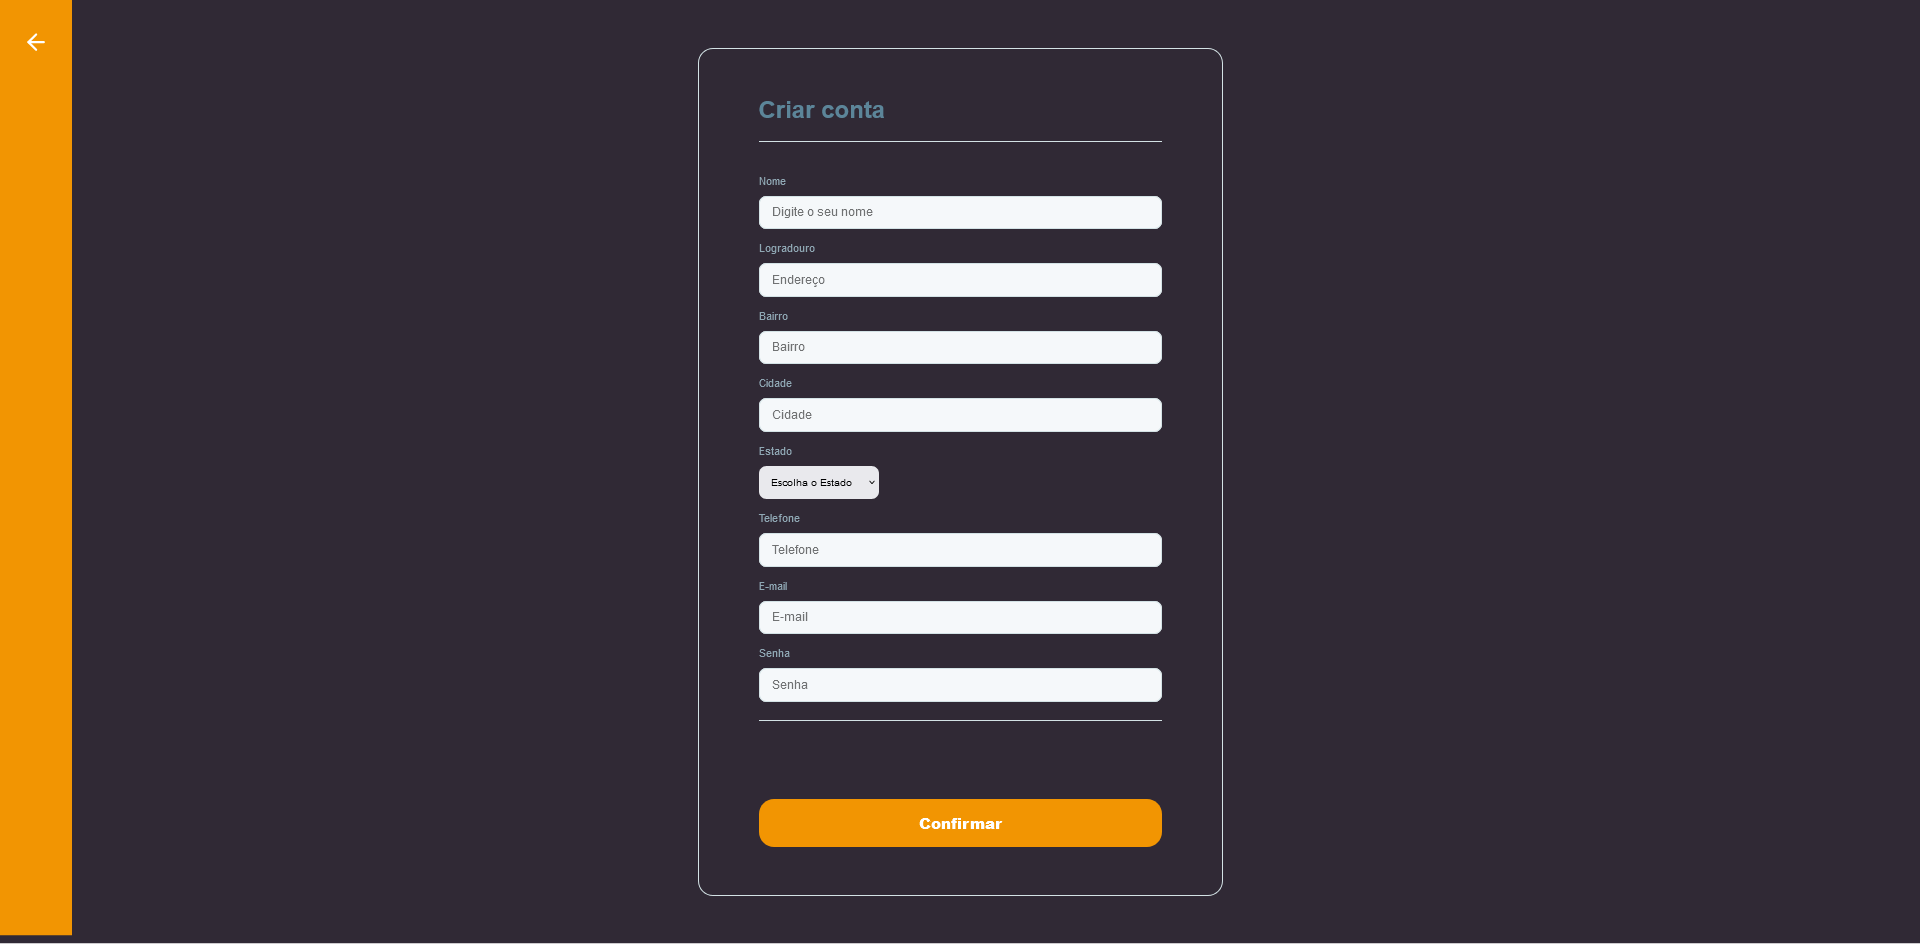 Criar conta
Nome
Digite o seu nome
Logradouro
Endereço
Bairro
Bairro
Cidade
Cidade
Estado
Escolha o Estado
Telefone
Telefone
E-mail
E-mail
Senha
Senha
Confirmar